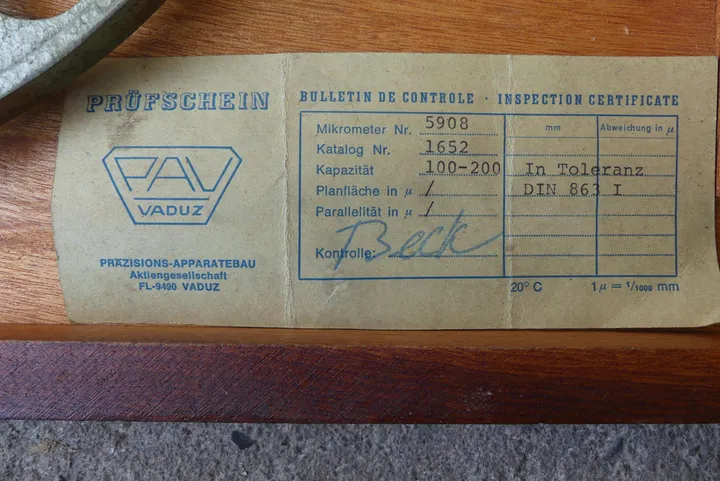 PRÜFSCHEIN
PAV
VADUZ
PRÄZISIONS-APPARATEBAU
Aktiengesellschaft
FL-9490 VADUZ
BULLETIN DE CONTROLE · INSPECTION CERTIFICATE
Mikrometer Nr. 5908
Katalog Nr. 1652
Kapazität 100-200
Planfläche in µ /
Parallelität in µ /
Kontrolle: Beck
mm Abweichung in µ
In Toleranz
DIN 863 I
20° C 1 µ = 1/1000 mm